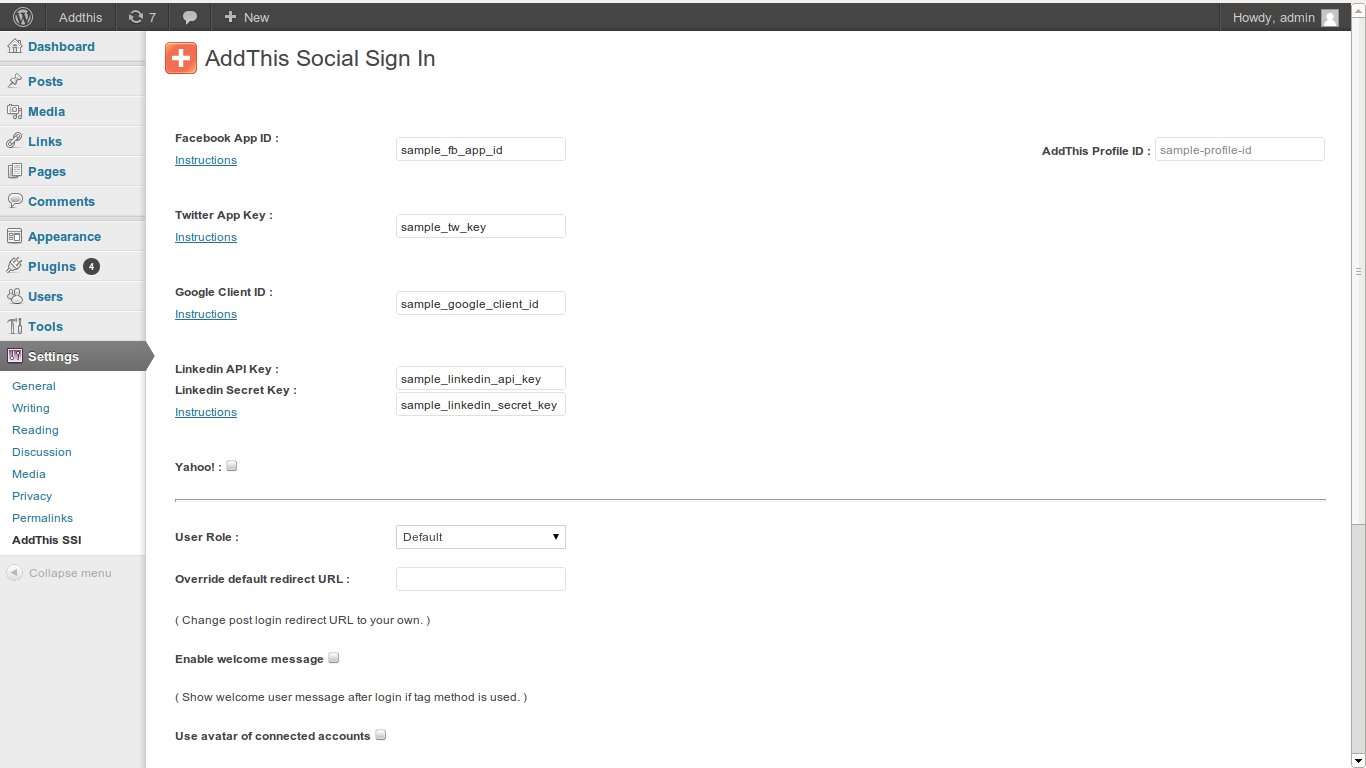 Addthis 7 New Howdy, admin
Dashboard
Posts
Media
Links
Pages
Comments
Appearance
Plugins 4
Users
Tools
Settings
General
Writing
Reading
Discussion
Media
Privacy
Permalinks
AddThis SSI
Collapse menu
AddThis Social Sign In
Facebook App ID : sample_fb_app_id
Instructions
AddThis Profile ID : sample-profile-id
Twitter App Key : sample_tw_key
Instructions
Google Client ID : sample_google_client_id
Instructions
Linkedin API Key : sample_linkedin_api_key
Linkedin Secret Key : sample_linkedin_secret_key
Instructions
Yahoo! :
User Role : Default
Override default redirect URL :
( Change post login redirect URL to your own. )
Enable welcome message
( Show welcome user message after login if tag method is used. )
Use avatar of connected accounts